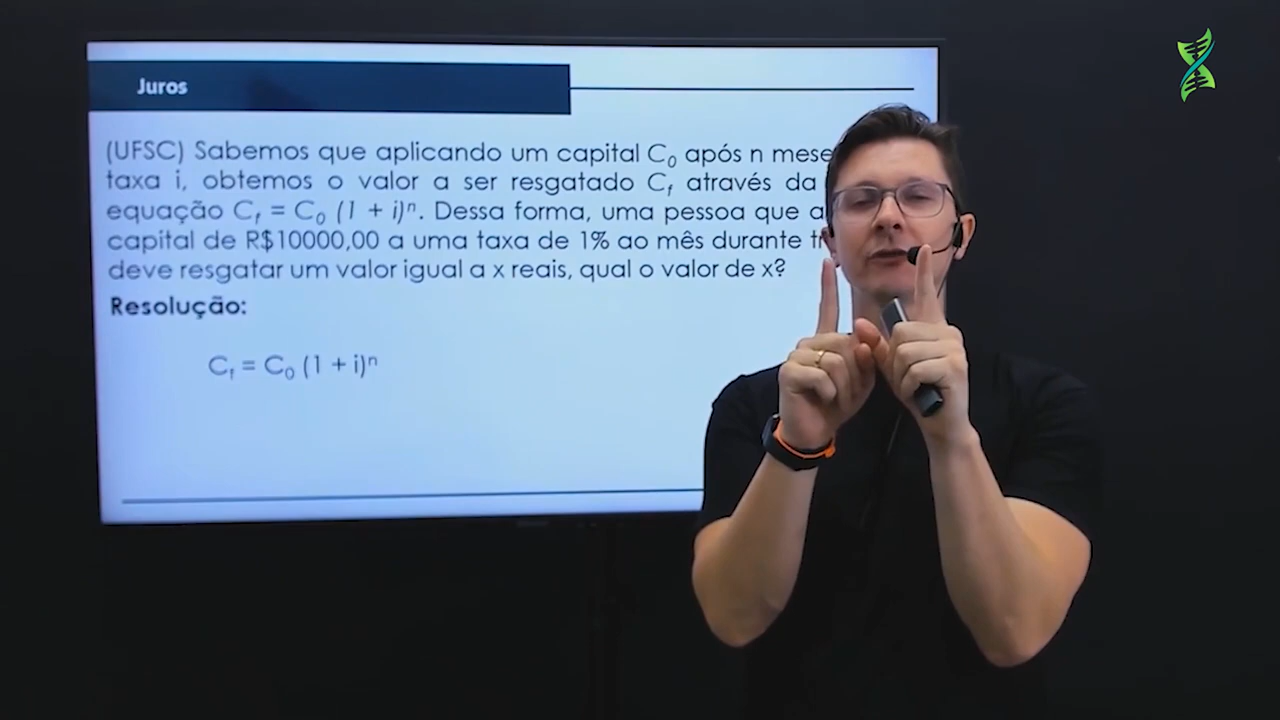 Juros
(UFSC) Sabemos que aplicando um capital C₀ após n mese
taxa i, obtemos o valor a ser resgatado Cf através da
equação Cf = C₀ (1 + i)ⁿ. Dessa forma, uma pessoa que a
capital de R$10000,00 a uma taxa de 1% ao mês durante tr
deve resgatar um valor igual a x reais, qual o valor de x?
Resolução:
Cf = C₀ (1 + i)ⁿ